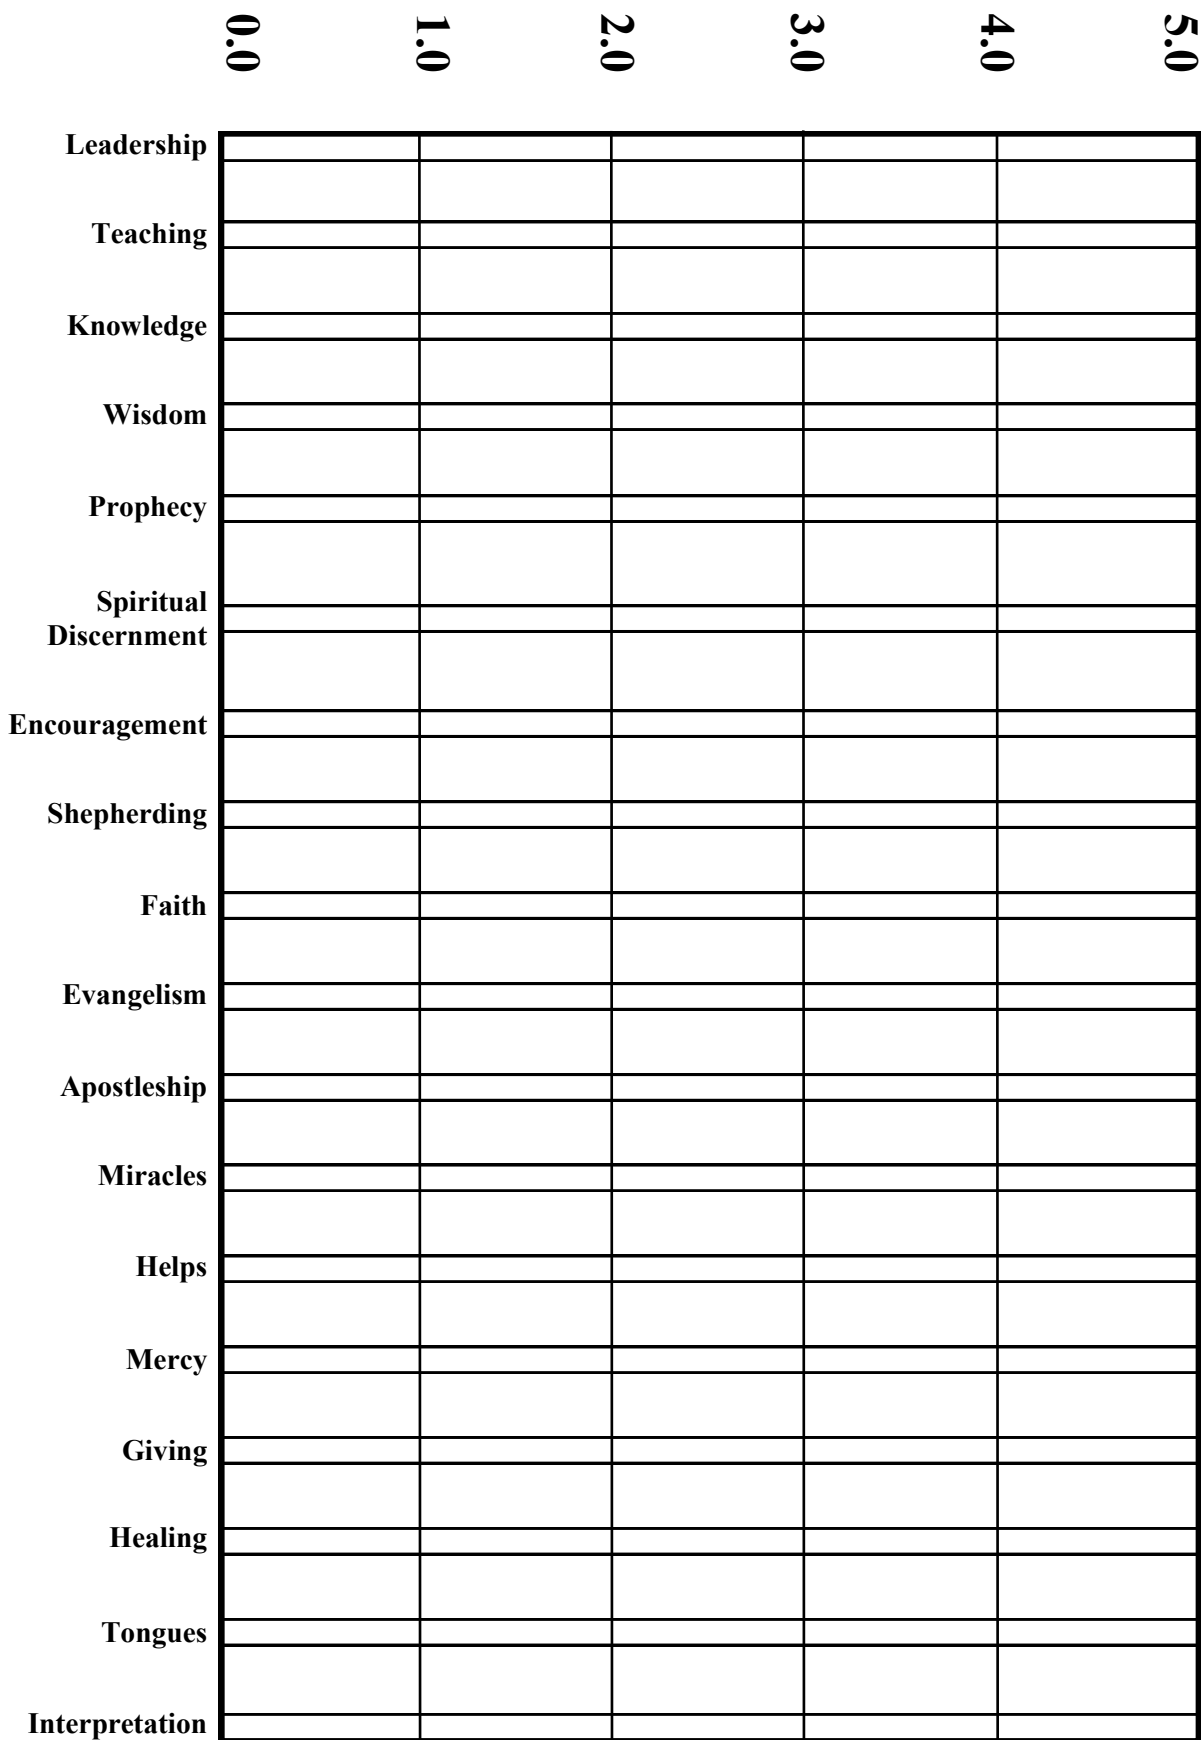 0.0
1.0
2.0
3.0
4.0
5.0
Leadership
Teaching
Knowledge
Wisdom
Prophecy
Spiritual
Discernment
Encouragement
Shepherding
Faith
Evangelism
Apostleship
Miracles
Helps
Mercy
Giving
Healing
Tongues
Interpretation